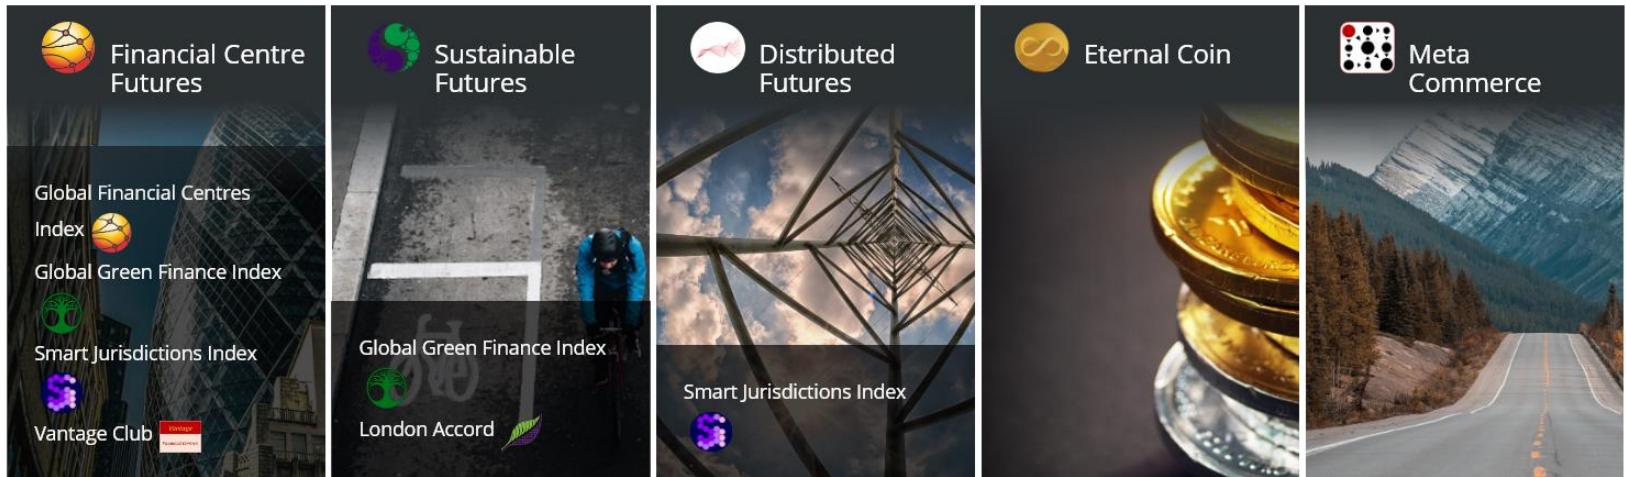 Financial Centre
Futures
Global Financial Centres
Index
Global Green Finance Index
Smart Jurisdictions Index
Vantage Club
Vantage
Sustainable
Futures
Global Green Finance Index
London Accord
Distributed
Futures
Smart Jurisdictions Index
Eternal Coin
Meta
Commerce